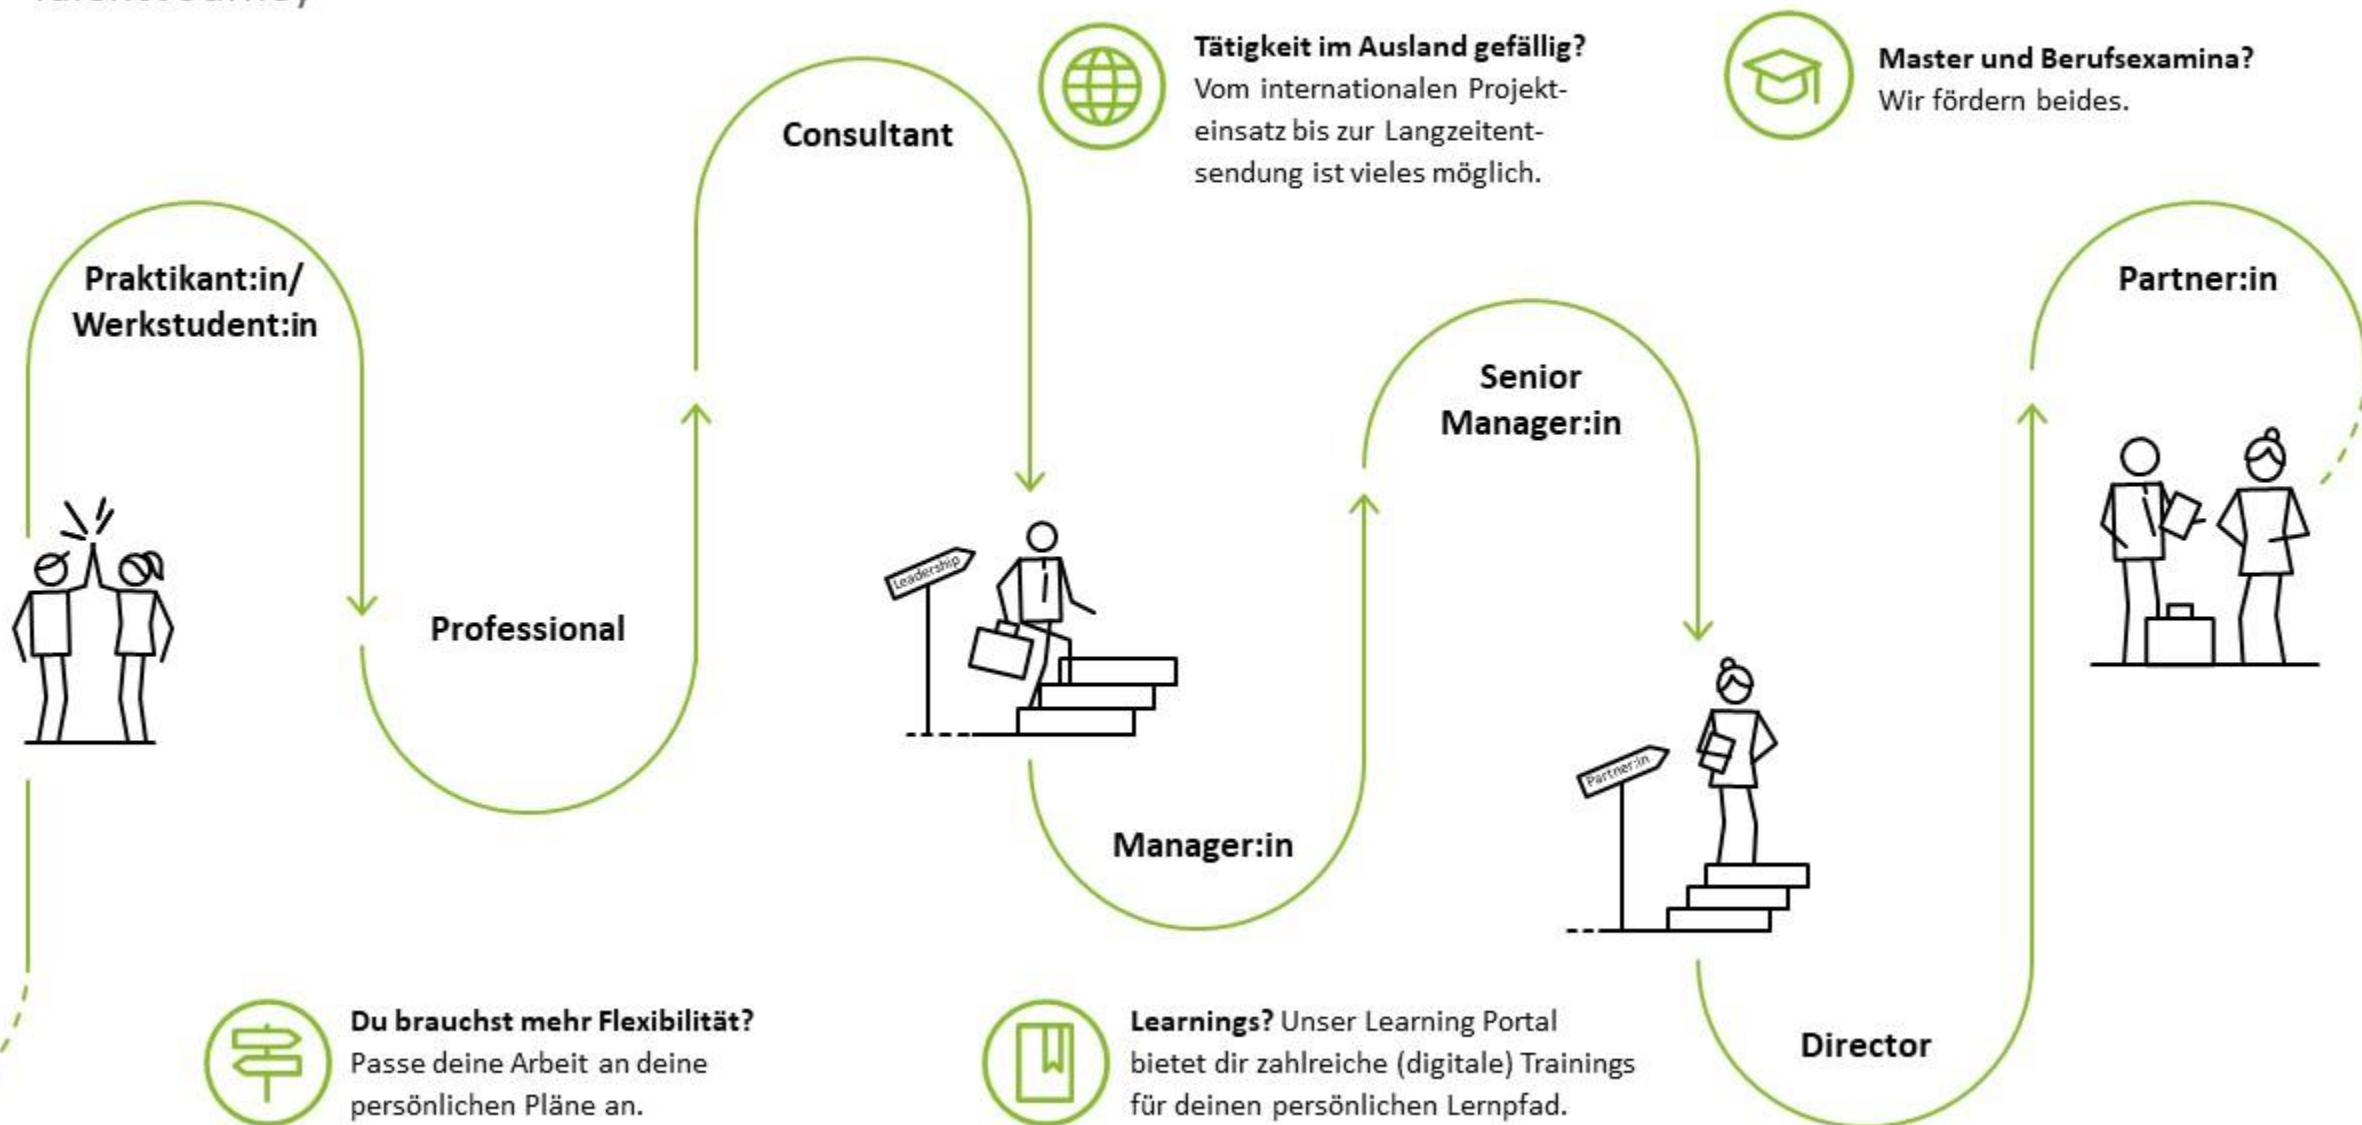 Tätigkeit im Ausland gefällig?
Vom internationalen Projekt-
einsatz bis zur Langzeitent-
sendung ist vieles möglich.
Master und Berufsexamina?
Wir fördern beides.
Consultant
Praktikant:in/
Werkstudent:in
Partner:in
Senior
Manager:in
Leadership
Professional
Partner:in
Manager:in
Du brauchst mehr Flexibilität?
Passe deine Arbeit an deine
persönlichen Pläne an.
Learnings? Unser Learning Portal
bietet dir zahlreiche (digitale) Trainings
für deinen persönlichen Lernpfad.
Director